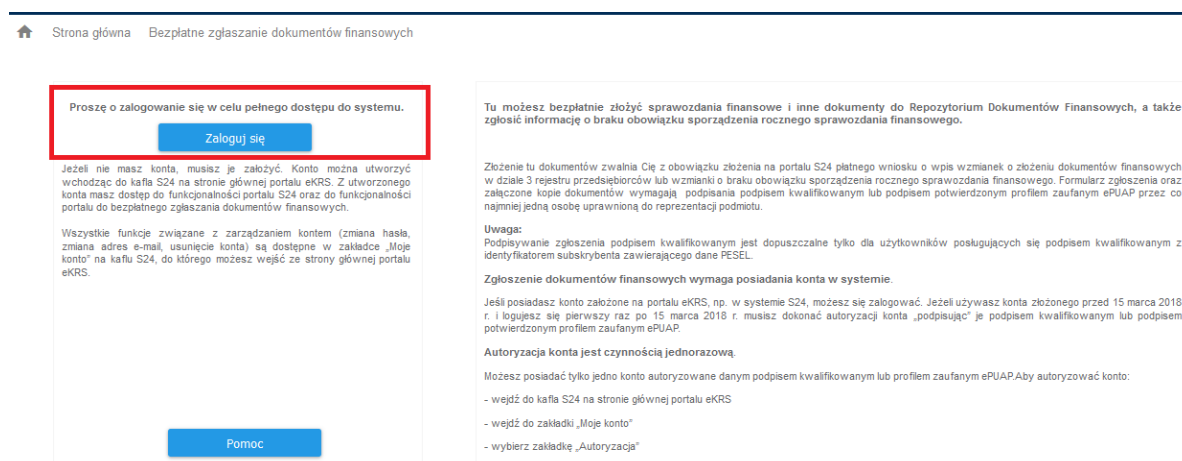 Strona główna Bezpłatne zgłaszanie dokumentów finansowych
Proszę o zalogowanie się w celu pełnego dostępu do systemu.
Zaloguj się
Jeżeli nie masz konta, musisz je założyć. Konto można utworzyć
wchodząc do kafla S24 na stronie głównej portalu eKRS. Z utworzonego
konta masz dostęp do funkcjonalności portalu S24 oraz do funkcjonalności
portalu do bezpłatnego zgłaszania dokumentów finansowych.
Wszystkie funkcje związane z zarządzaniem kontem (zmiana hasła,
zmiana adres e-mail, usunięcie konta) są dostępne w zakładce „Moje
konto” na kaflu S24, do którego możesz wejść ze strony głównej portalu
eKRS.
Pomoc
Tu możesz bezpłatnie złożyć sprawozdania finansowe i inne dokumenty do Repozytorium Dokumentów Finansowych, a także
zgłosić informację o braku obowiązku sporządzenia rocznego sprawozdania finansowego.
Złożenie tu dokumentów zwalnia Cię z obowiązku złożenia na portalu S24 płatnego wniosku o wpis wzmianek o złożeniu dokumentów finansowych
w dziale 3 rejestru przedsiębiorców lub wzmianki o braku obowiązku sporządzenia rocznego sprawozdania finansowego. Formularz zgłoszenia oraz
załączone kopie dokumentów wymagają podpisania podpisem kwalifikowanym lub podpisem potwierdzonym profilem zaufanym ePUAP przez co
najmniej jedną osobę uprawnioną do reprezentacji podmiotu.
Uwaga:
Podpisywanie zgłoszenia podpisem kwalifikowanym jest dopuszczalne tylko dla użytkowników posługujących się podpisem kwalifikowanym z
identyfikatorem subskrybenta zawierającego dane PESEL.
Zgłoszenie dokumentów finansowych wymaga posiadania konta w systemie.
Jeśli posiadasz konto założone na portalu eKRS, np. w systemie S24, możesz się zalogować. Jeżeli używasz konta złożonego przed 15 marca 2018
r. i logujesz się pierwszy raz po 15 marca 2018 r. musisz dokonać autoryzacji konta „podpisując” je podpisem kwalifikowanym lub podpisem
potwierdzonym profilem zaufanym ePUAP.
Autoryzacja konta jest czynnością jednorazową.
Możesz posiadać tylko jedno konto autoryzowane danym podpisem kwalifikowanym lub profilem zaufanym ePUAP.Aby autoryzować konto:
- wejdź do kafla S24 na stronie głównej portalu eKRS
- wejdź do zakładki „Moje konto”
- wybierz zakładkę „Autoryzacja”